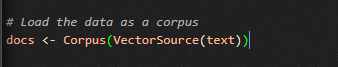 # Load the data as a corpus
docs <- Corpus(VectorSource(text))